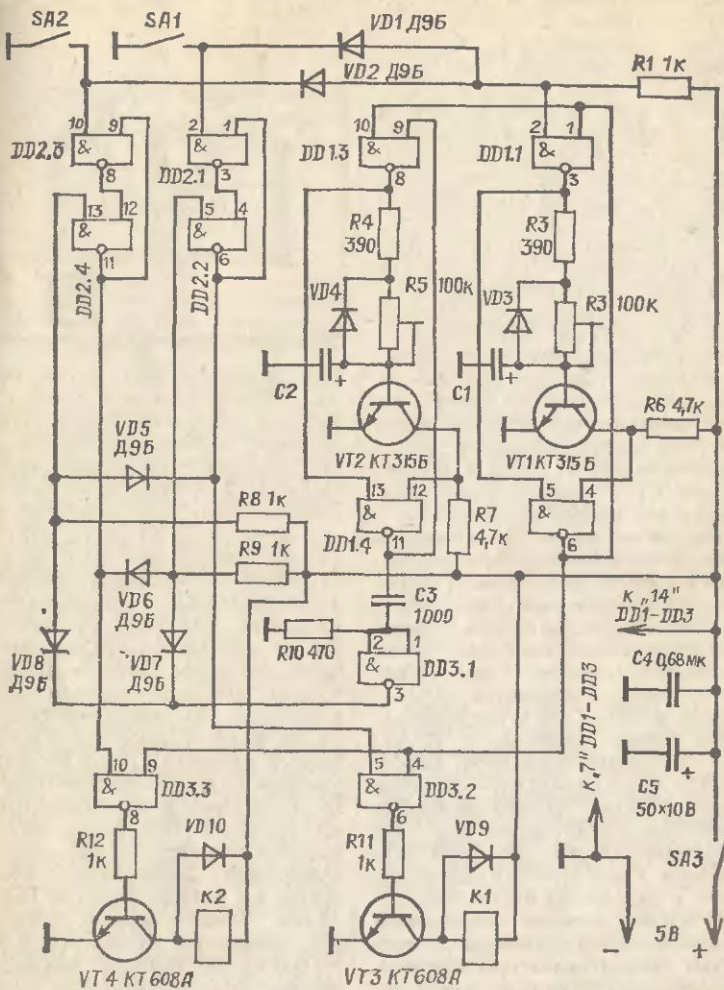 SA2
SA1
VD1 Д9Б
VD2 Д9Б
R1 1к
10 9
&
8
DD2.3
2 1
&
3
DD2.1
10 9
&
8
DD1.3
2 1
&
3
DD1.1
13 12
&
11
DD2.4
5 4
&
6
DD2.2
R4
390
R3
390
VD4
R5 100к
VD3
R3 100к
C2
+
C1
+
R6 4,7к
VT2 КТ315Б
VT1 КТ315Б
VD5
Д9Б
R8 1к
R9 1к
13 12
&
11
DD1.4
R7
4,7к
5 4
&
6
VD6
Д9Б
C3
1000
К „14"
DD1-DD3
VD8
Д9Б
VD7
Д9Б
R10 470
2 1
&
3
DD3.1
C4 0,68мк
К „7" DD1-DD3
10 9
&
8
DD3.3
5 4
&
6
DD3.2
C5
50×10В
+
R12
1к
VD10
R11
1к
VD9
SA3
К2
К1
-
5В
+
VT4 КТ608А
VT3 КТ608А